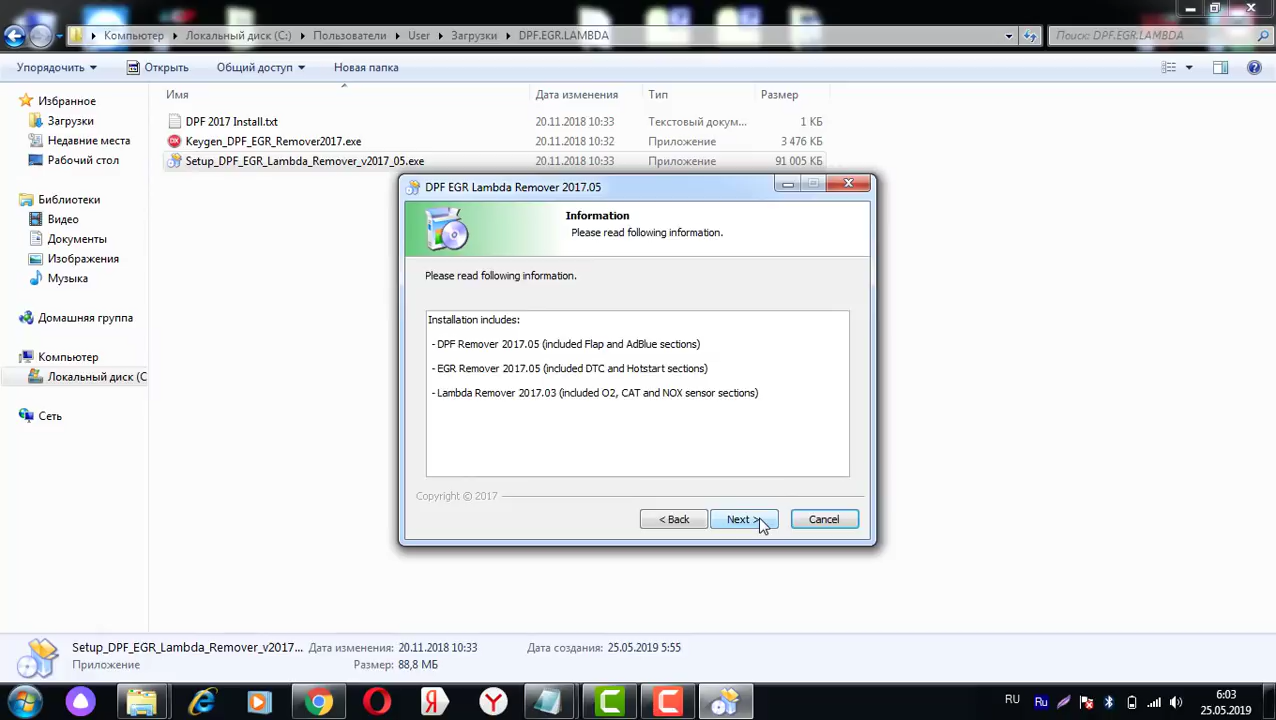 Компьютер
Локальный диск (C:)
Пользователи
User
Загрузки
DPF.EGR.LAMBDA
Поиск: DPF.EGR.LAMBDA
Упорядочить
Открыть
Общий доступ
Новая папка
Имя
Дата изменения
Тип
Размер
DPF 2017 Install.txt 20.11.2018 10:33 Текстовый докум... 1 КБ
Keygen_DPF_EGR_Remover2017.exe 20.11.2018 10:32 Приложение 3 476 КБ
Setup_DPF_EGR_Lambda_Remover_v2017_05.exe 20.11.2018 10:33 Приложение 91 005 КБ
Избранное
Загрузки
Недавние места
Рабочий стол
Библиотеки
Видео
Документы
Изображения
Музыка
Домашняя группа
Компьютер
Локальный диск (C
Сеть
DPF EGR Lambda Remover 2017.05
Information
Please read following information.
Please read following information.
Installation includes:
- DPF Remover 2017.05 (included Flap and AdBlue sections)
- EGR Remover 2017.05 (included DTC and Hotstart sections)
- Lambda Remover 2017.03 (included O2, CAT and NOX sensor sections)
Copyright © 2017
< Back
Next >
Cancel
Setup_DPF_EGR_Lambda_Remover_v2017... Дата изменения: 20.11.2018 10:33 Дата создания: 25.05.2019 5:55
Приложение Размер: 88,8 МБ
RU
Ru
6:03
25.05.2019